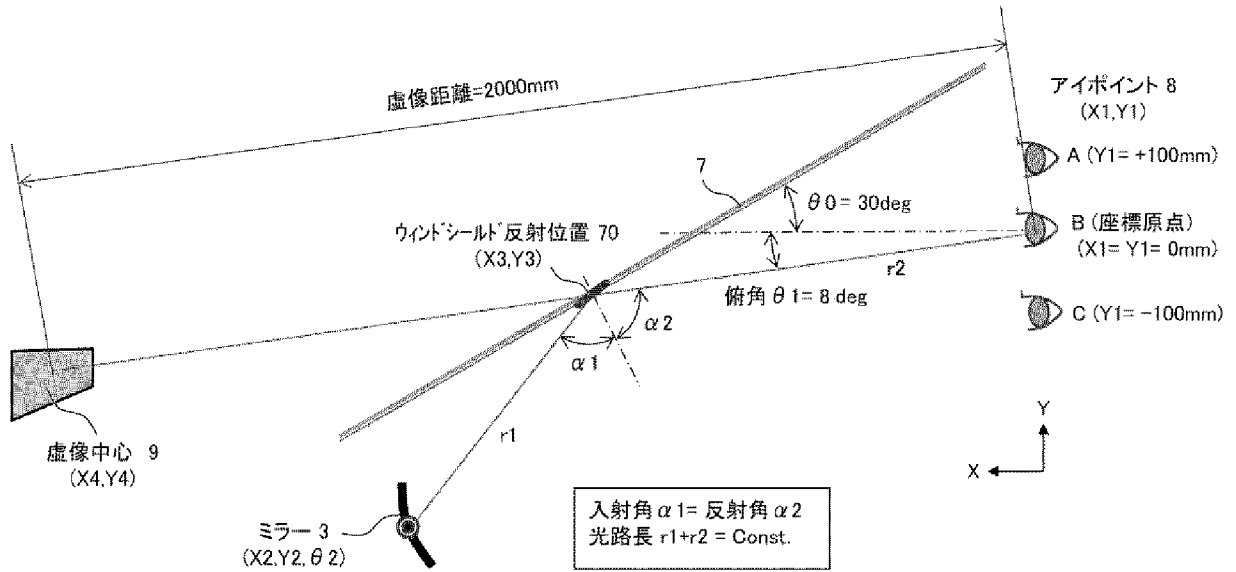 虚像距離=2000mm
アイポイント 8
(X1,Y1)
A (Y1= +100mm)
7
θ0 = 30deg
ウィンドシールド反射位置 70
(X3,Y3)
B (座標原点)
(X1= Y1= 0mm)
r2
俯角 θ1= 8 deg
α2
C (Y1= −100mm)
α1
r1
虚像中心 9
(X4,Y4)
Y
X
ミラー 3
(X2,Y2,θ2)
入射角 α1= 反射角 α2
光路長 r1+r2 = Const.